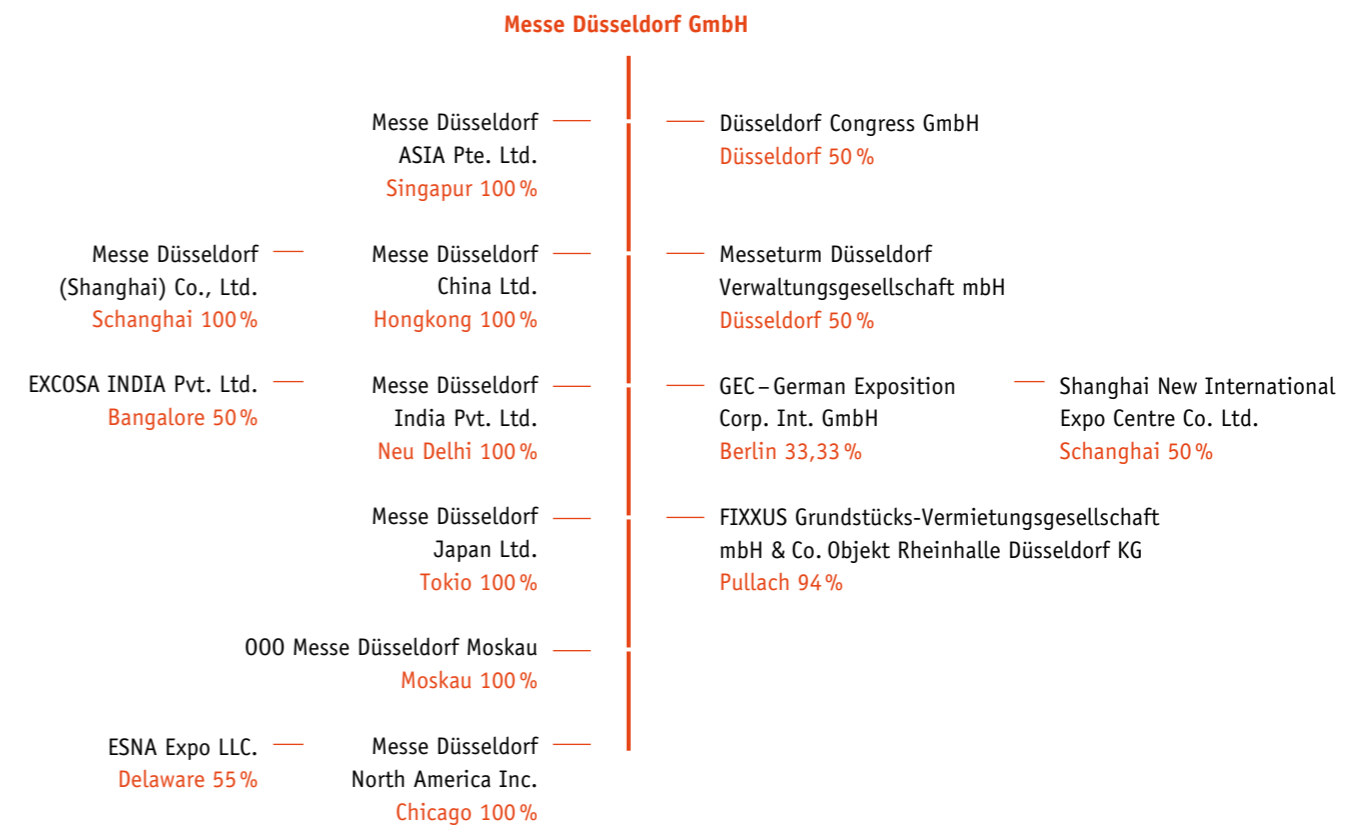 Messe Düsseldorf GmbH
Messe Düsseldorf
ASIA Pte. Ltd.
Singapur 100 %
Düsseldorf Congress GmbH
Düsseldorf 50 %
Messe Düsseldorf
(Shanghai) Co., Ltd.
Schanghai 100 %
Messe Düsseldorf
China Ltd.
Hongkong 100 %
Messeturm Düsseldorf
Verwaltungsgesellschaft mbH
Düsseldorf 50 %
EXCOSA INDIA Pvt. Ltd.
Bangalore 50 %
Messe Düsseldorf
India Pvt. Ltd.
Neu Delhi 100 %
GEC – German Exposition
Corp. Int. GmbH
Berlin 33,33 %
Shanghai New International
Expo Centre Co. Ltd.
Schanghai 50 %
Messe Düsseldorf
Japan Ltd.
Tokio 100 %
FIXXUS Grundstücks-Vermietungsgesellschaft
mbH & Co. Objekt Rheinhalle Düsseldorf KG
Pullach 94 %
OOO Messe Düsseldorf Moskau
Moskau 100 %
ESNA Expo LLC.
Delaware 55 %
Messe Düsseldorf
North America Inc.
Chicago 100 %